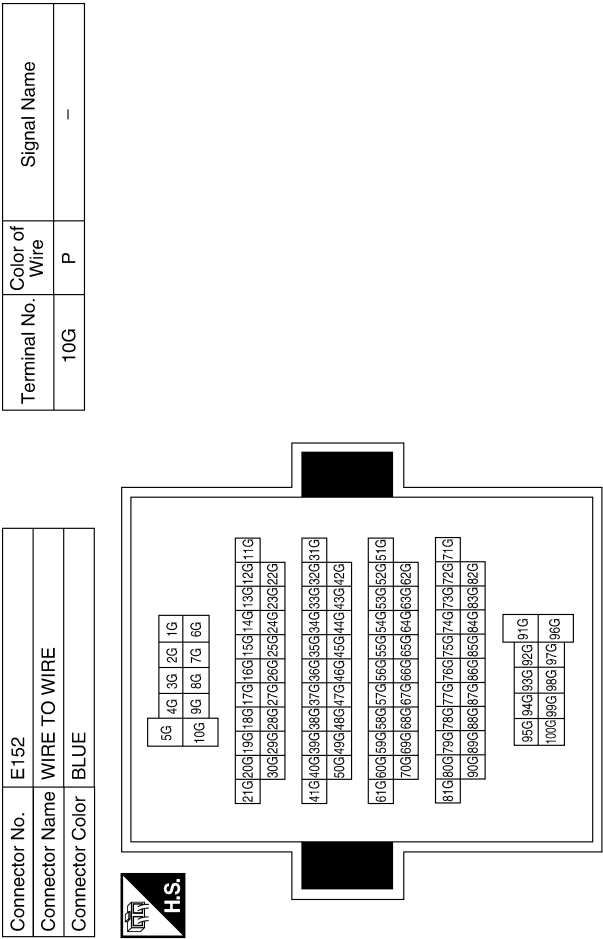 Connector No. E152
Connector Name WIRE TO WIRE
Connector Color BLUE
H.S.
5G 4G 3G 2G 1G
10G 9G 8G 7G 6G
21G 20G 19G 18G 17G 16G 15G 14G 13G 12G 11G
30G 29G 28G 27G 26G 25G 24G 23G 22G
41G 40G 39G 38G 37G 36G 35G 34G 33G 32G 31G
50G 49G 48G 47G 46G 45G 44G 43G 42G
61G 60G 59G 58G 57G 56G 55G 54G 53G 52G 51G
70G 69G 68G 67G 66G 65G 64G 63G 62G
81G 80G 79G 78G 77G 76G 75G 74G 73G 72G 71G
90G 89G 88G 87G 86G 85G 84G 83G 82G
95G 94G 93G 92G 91G
100G 99G 98G 97G 96G
Terminal No. Color of Wire Signal Name
10G P –